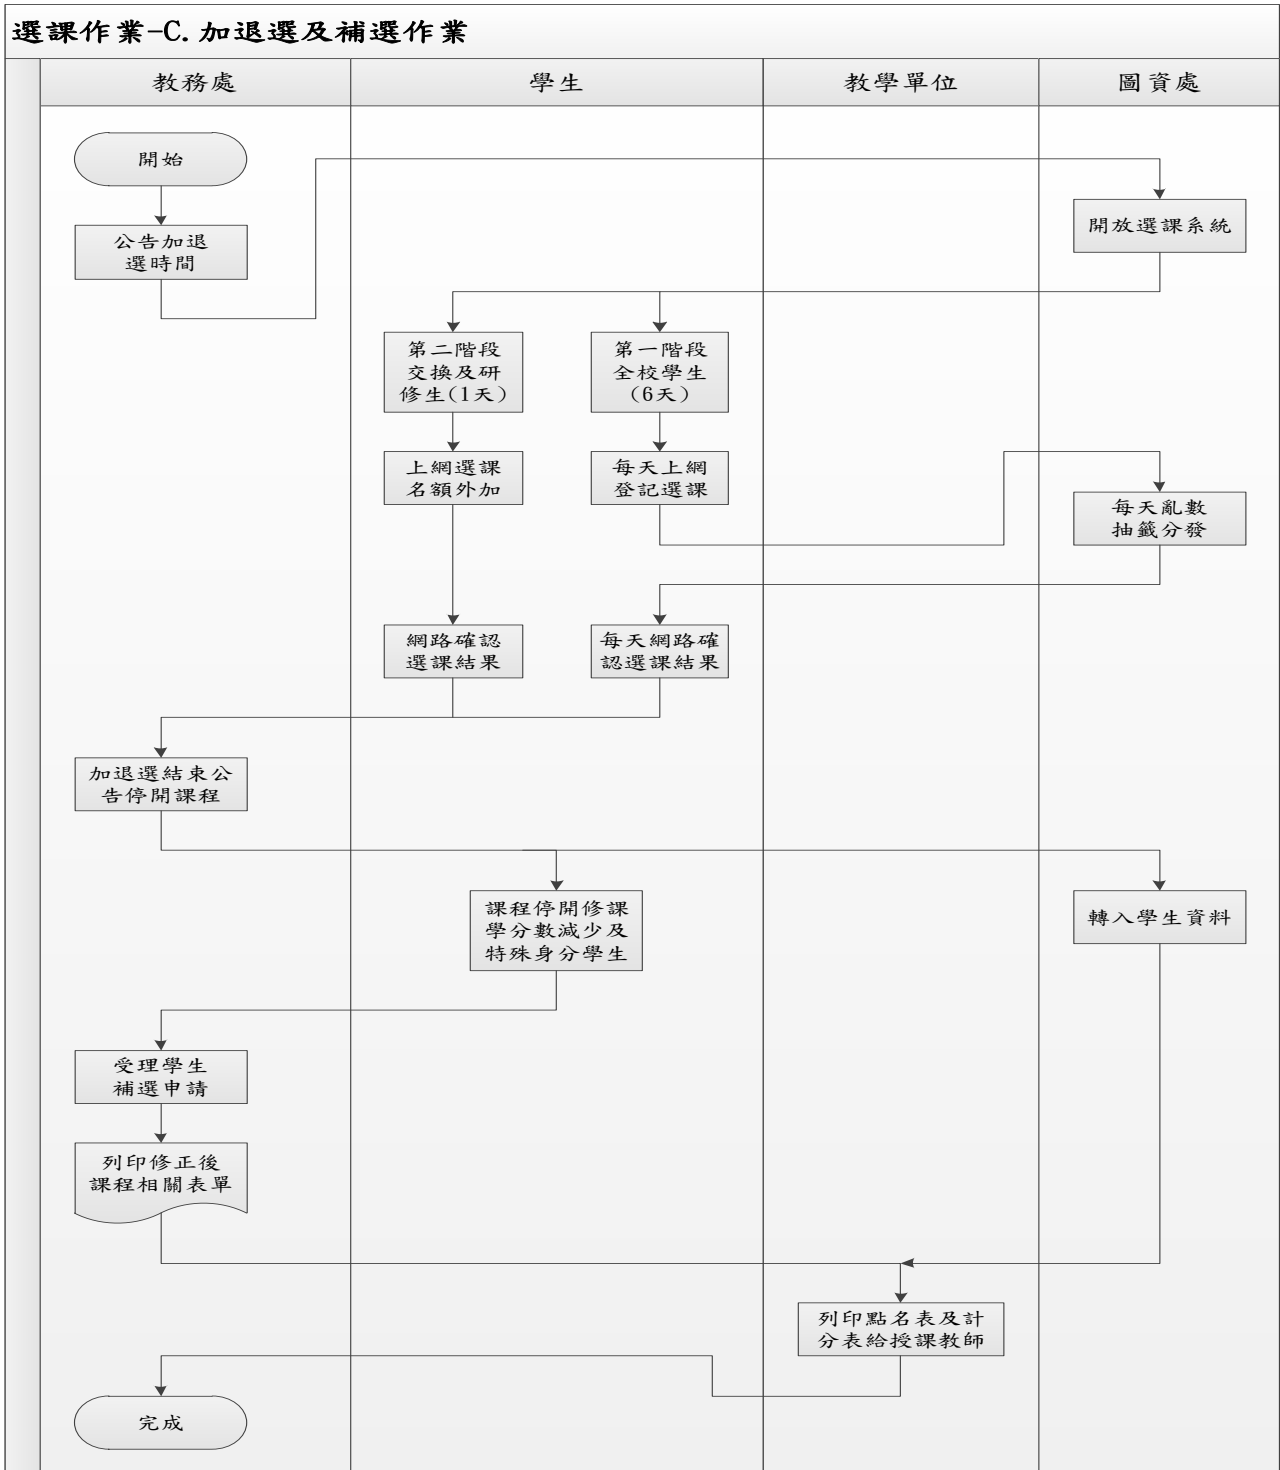 選課作業-C.加退選及補選作業
教務處
學生
教學單位
圖資處
開始
公告加退
選時間
開放選課系統
第二階段
交換及研
修生(1天)
第一階段
全校學生
(6天)
上網選課
名額外加
每天上網
登記選課
每天亂數
抽籤分發
網路確認
選課結果
每天網路確
認選課結果
加退選結束公
告停開課程
課程停開修課
學分數減少及
特殊身分學生
轉入學生資料
受理學生
補選申請
列印修正後
課程相關表單
列印點名表及計
分表給授課教師
完成